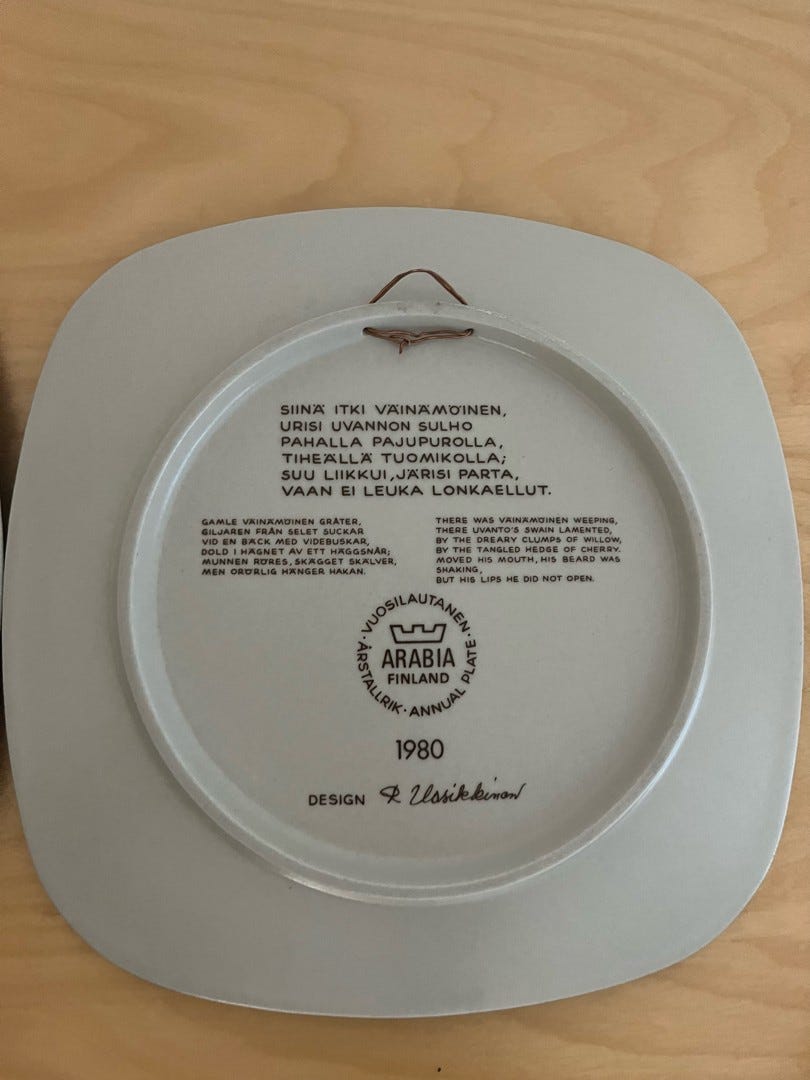 SIINÄ ITKI VÄINÄMÖINEN,
URISI UVANNON SULHO
PAHALLA PAJUPUROLLA,
TIHEÄLLÄ TUOMIKOLLA;
SUU LIIKKUI, JÄRISI PARTA,
VAAN EI LEUKA LONKAELLUT.
GAMLE VÄINÄMÖINEN GRÅTER,
GILJAREN FRÅN SELET SUCKAR
VID EN BÄCK MED VIDEBUSKAR,
DOLD I HÄGNET AV ETT HÄGGSNÅR;
MUNNEN RÖRES, SKÄGGET SKÄLVER,
MEN ORÖRLIG HÄNGER HAKAN.
THERE WAS VÄINÄMÖINEN WEEPING,
THERE UVANTO'S SWAIN LAMENTED,
BY THE DREARY CLUMPS OF WILLOW,
BY THE TANGLED HEDGE OF CHERRY.
MOVED HIS MOUTH, HIS BEARD WAS
SHAKING,
BUT HIS LIPS HE DID NOT OPEN.
· VUOSILAUTANEN · ANNUAL PLATE · ÅRSTALLRIK
ARABIA
FINLAND
1980
DESIGN R Uosikkinen